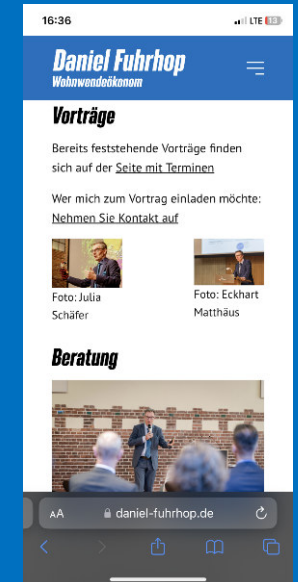 16:36
LTE 13
Daniel Fuhrhop
Wohnwendeökonom
Vorträge
Bereits feststehende Vorträge finden
sich auf der Seite mit Terminen
Wer mich zum Vortrag einladen möchte:
Nehmen Sie Kontakt auf
Foto: Julia
Schäfer
Foto: Eckhart
Matthäus
Beratung
AA daniel-fuhrhop.de